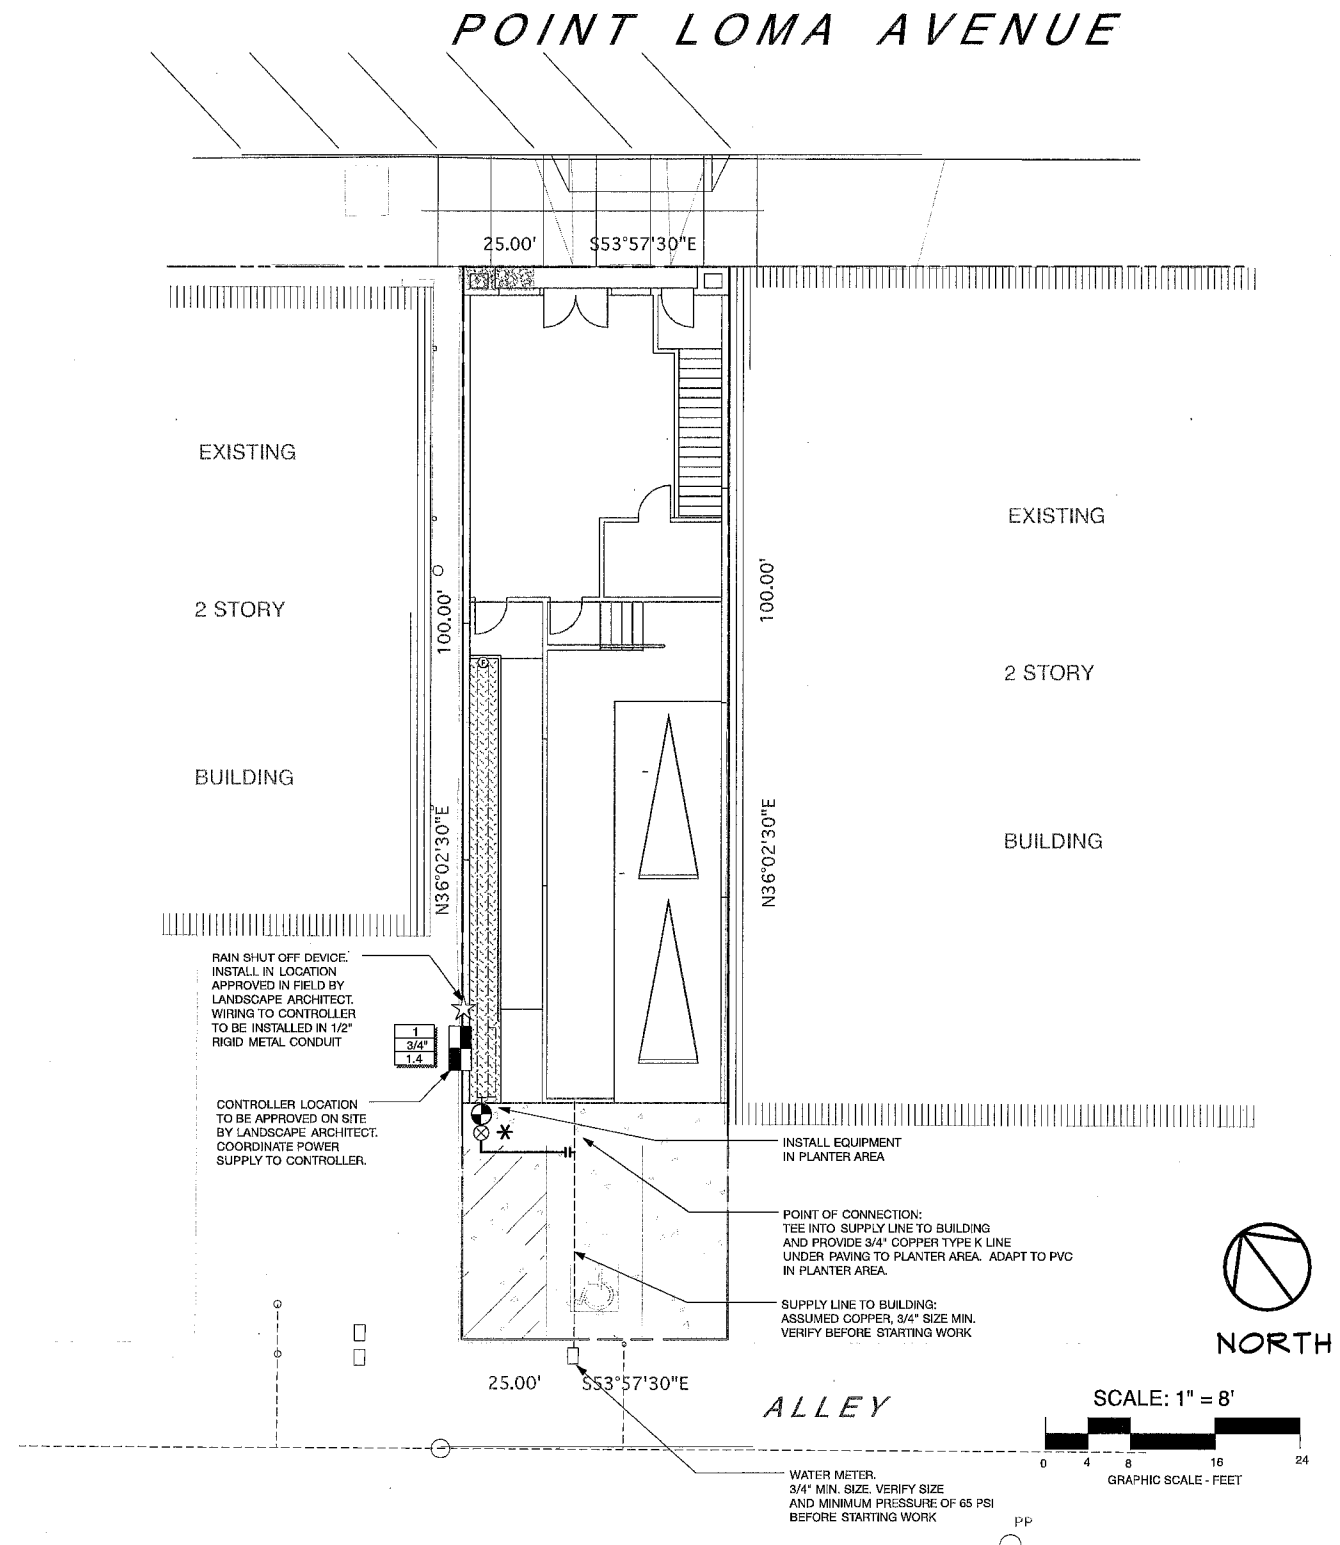 POINT LOMA AVENUE
25.00' S53°57'30"E
EXISTING
2 STORY
BUILDING
EXISTING
2 STORY
BUILDING
100.00'
N36°02'30"E
100.00'
N36°02'30"E
F
RAIN SHUT OFF DEVICE.
INSTALL IN LOCATION
APPROVED IN FIELD BY
LANDSCAPE ARCHITECT.
WIRING TO CONTROLLER
TO BE INSTALLED IN 1/2"
RIGID METAL CONDUIT
1
3/4"
1.4
CONTROLLER LOCATION
TO BE APPROVED ON SITE
BY LANDSCAPE ARCHITECT.
COORDINATE POWER
SUPPLY TO CONTROLLER.
INSTALL EQUIPMENT
IN PLANTER AREA
POINT OF CONNECTION:
TEE INTO SUPPLY LINE TO BUILDING
AND PROVIDE 3/4" COPPER TYPE K LINE
UNDER PAVING TO PLANTER AREA. ADAPT TO PVC
IN PLANTER AREA.
SUPPLY LINE TO BUILDING:
ASSUMED COPPER, 3/4" SIZE MIN.
VERIFY BEFORE STARTING WORK
25.00' S53°57'30"E
ALLEY
WATER METER.
3/4" MIN. SIZE. VERIFY SIZE
AND MINIMUM PRESSURE OF 65 PSI
BEFORE STARTING WORK
NORTH
SCALE: 1" = 8'
0 4 8 16 24
GRAPHIC SCALE - FEET
PP